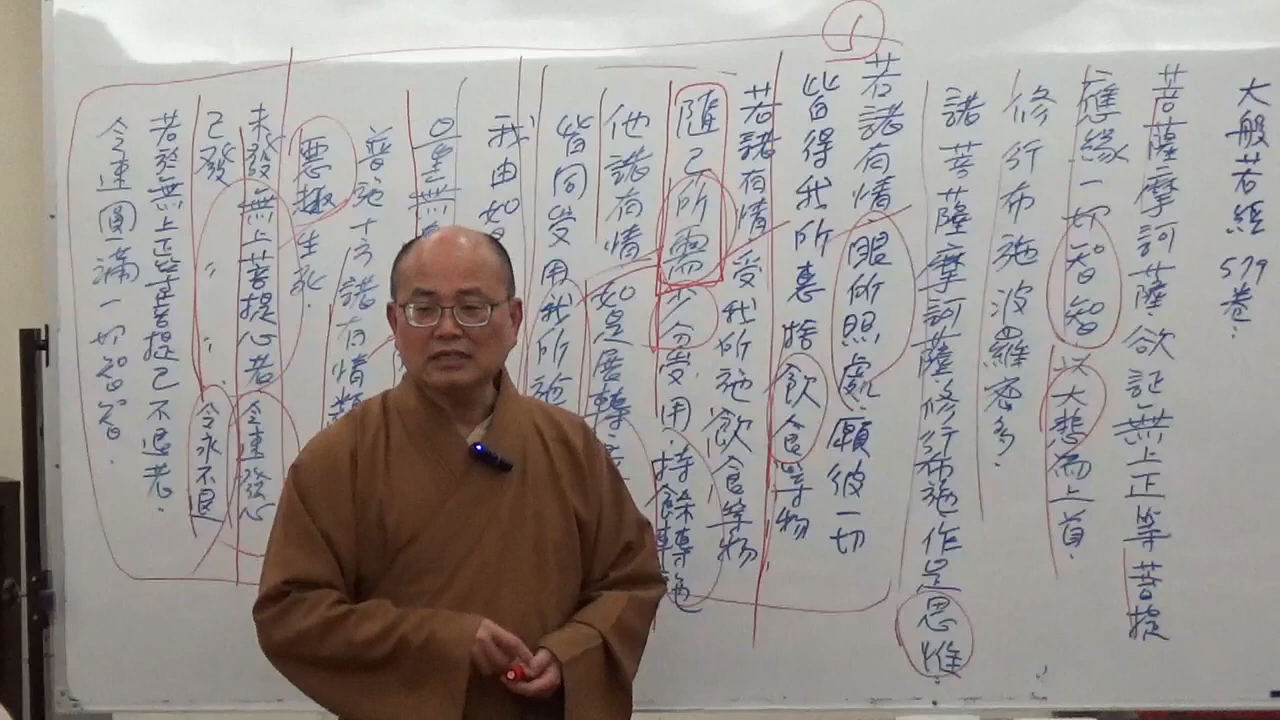 大般若經 579卷.
菩薩摩訶薩欲証無上正等菩提
應緣一切智智以大悲而上首.
修行布施波羅密多.
諸菩薩摩訶薩修行布施作是思惟.
1
若諸有情眼所照處.願彼一切
皆得我所惠捨飲食等物
若諸有情受我所施飲食等物
隨己所需少分受用.持餘轉施
他諸有情如是展轉
皆同受用我所施
我由如
是無
普施十方諸有情類
惡趣生死.
未發無上菩提心者令速發心
已發〃〃令永不退
若於無上正等菩提已不退者.
令速圓滿一切智智.